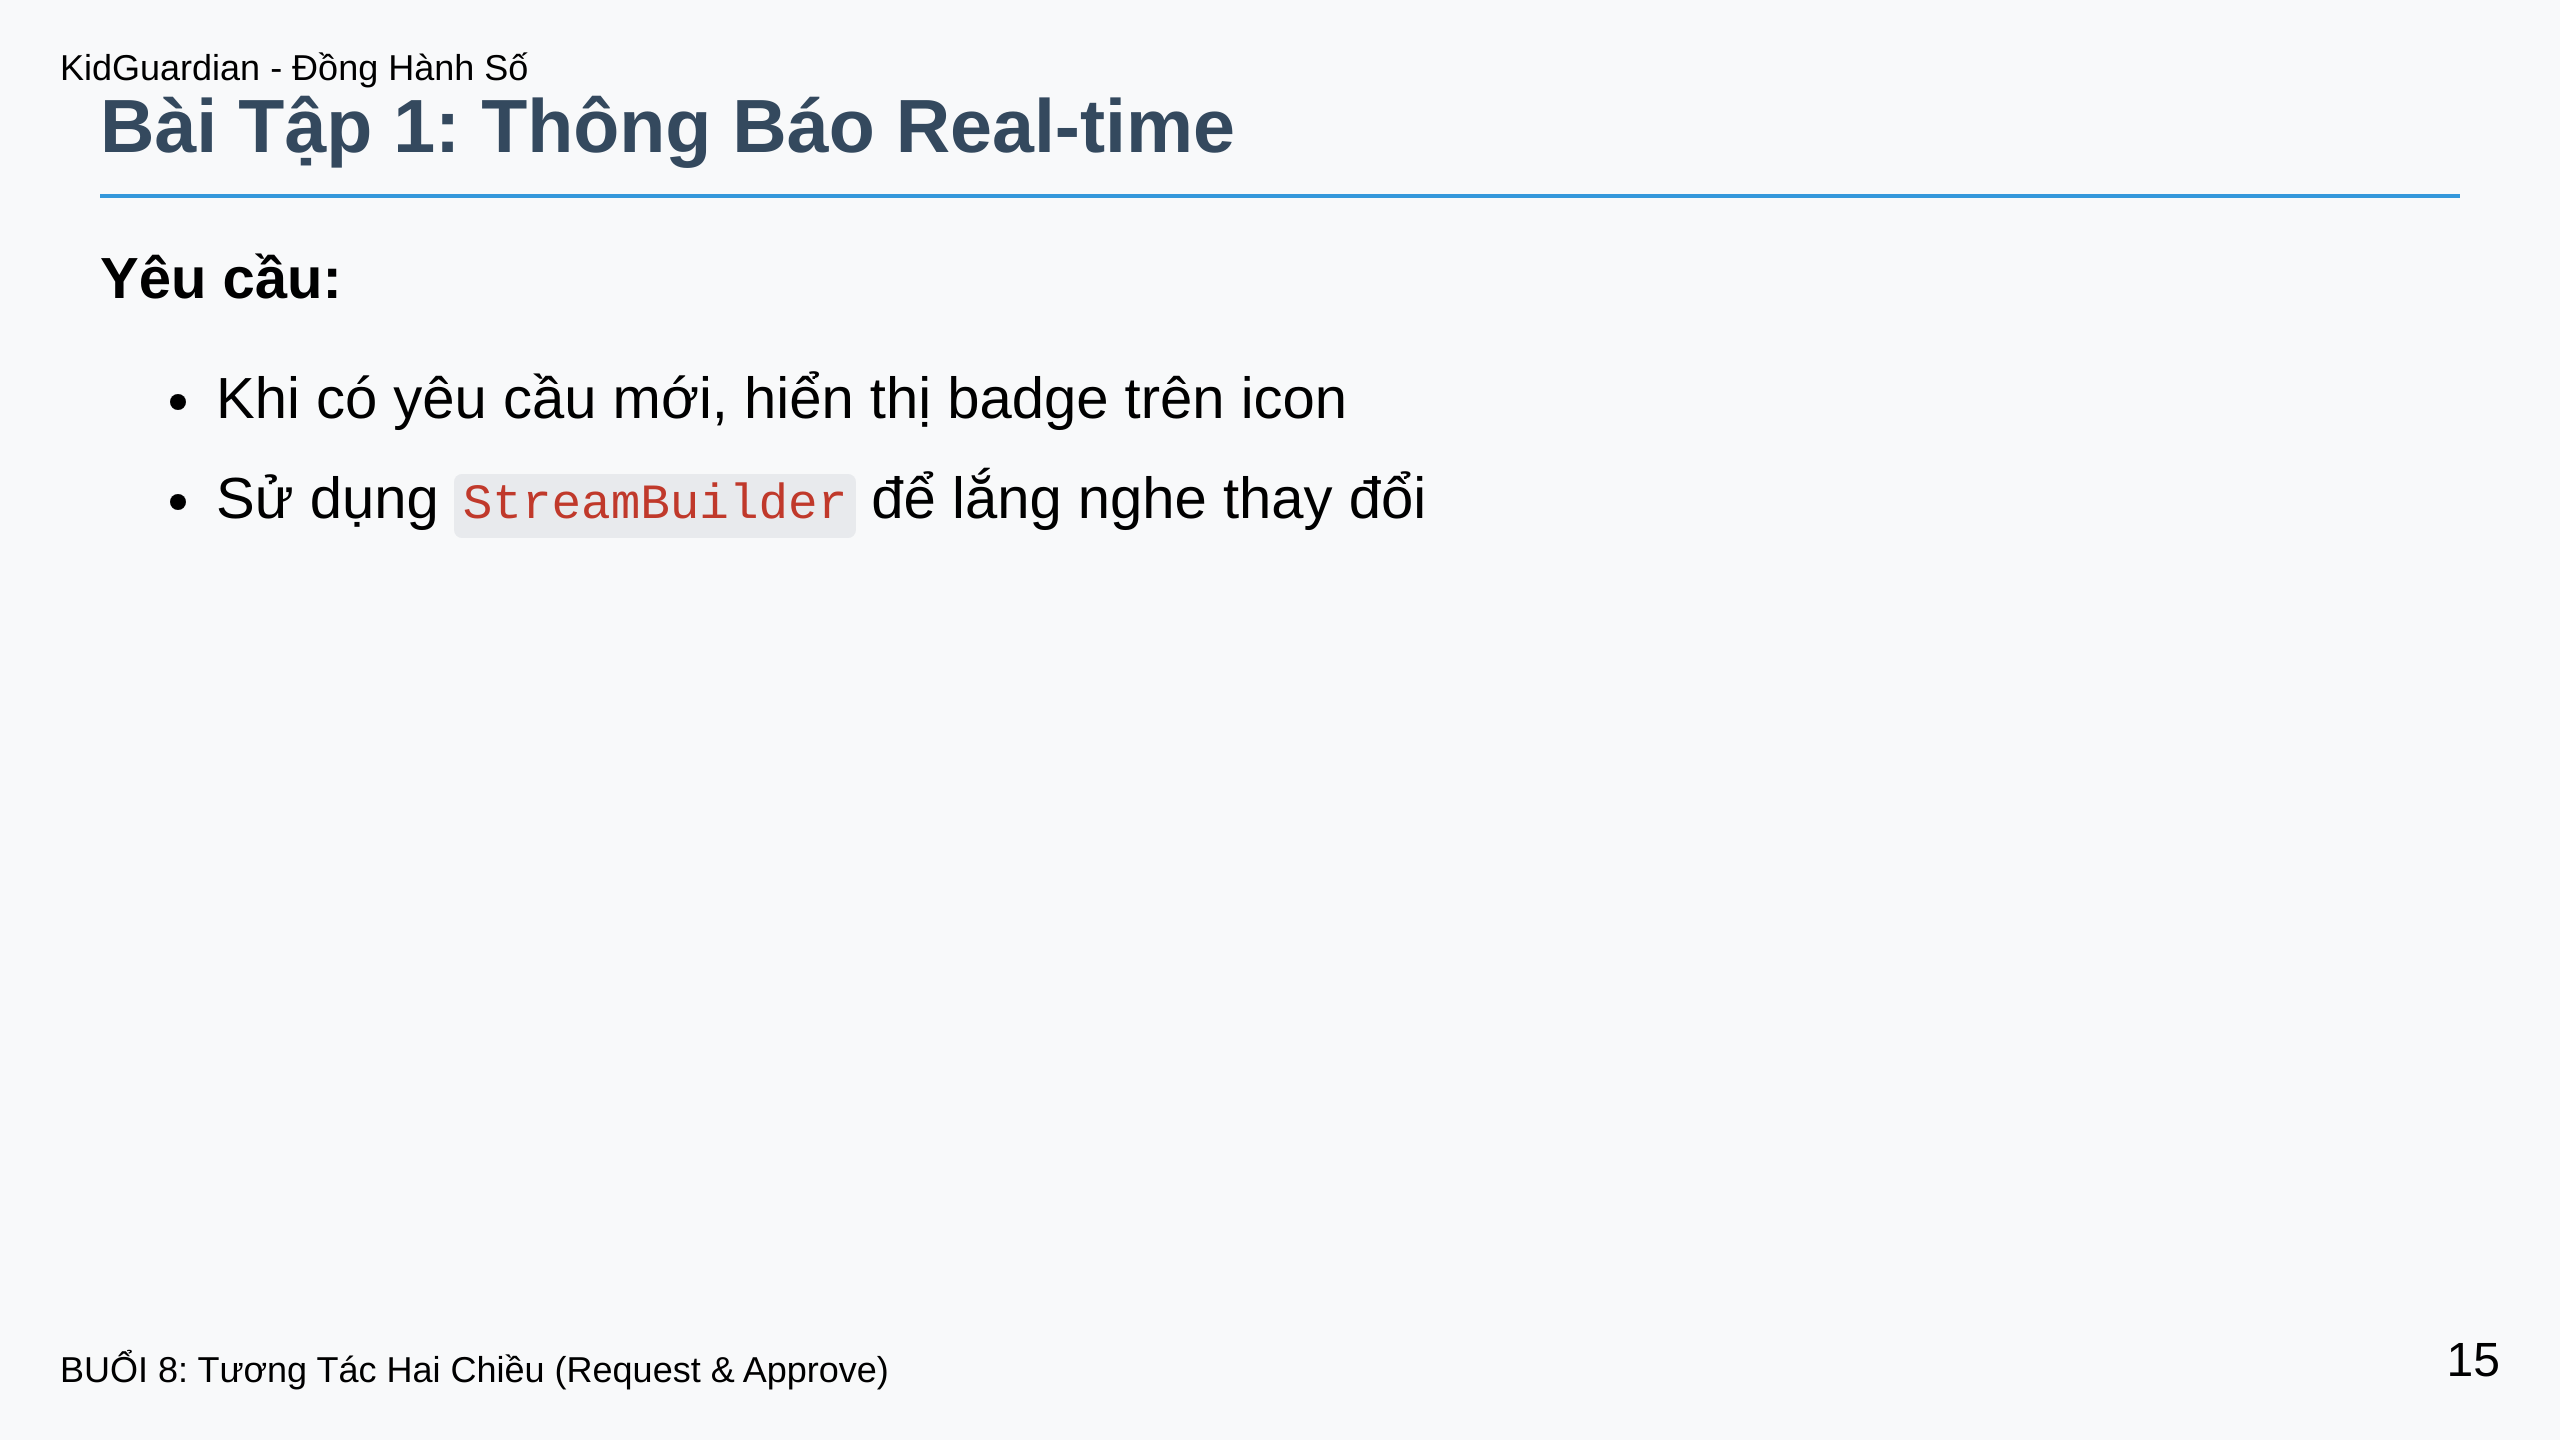 KidGuardian - Đồng Hành Số
Bài Tập 1: Thông Báo Real-time
Yêu cầu:
• Khi có yêu cầu mới, hiển thị badge trên icon
• Sử dụng StreamBuilder để lắng nghe thay đổi
BUỔI 8: Tương Tác Hai Chiều (Request & Approve)
15